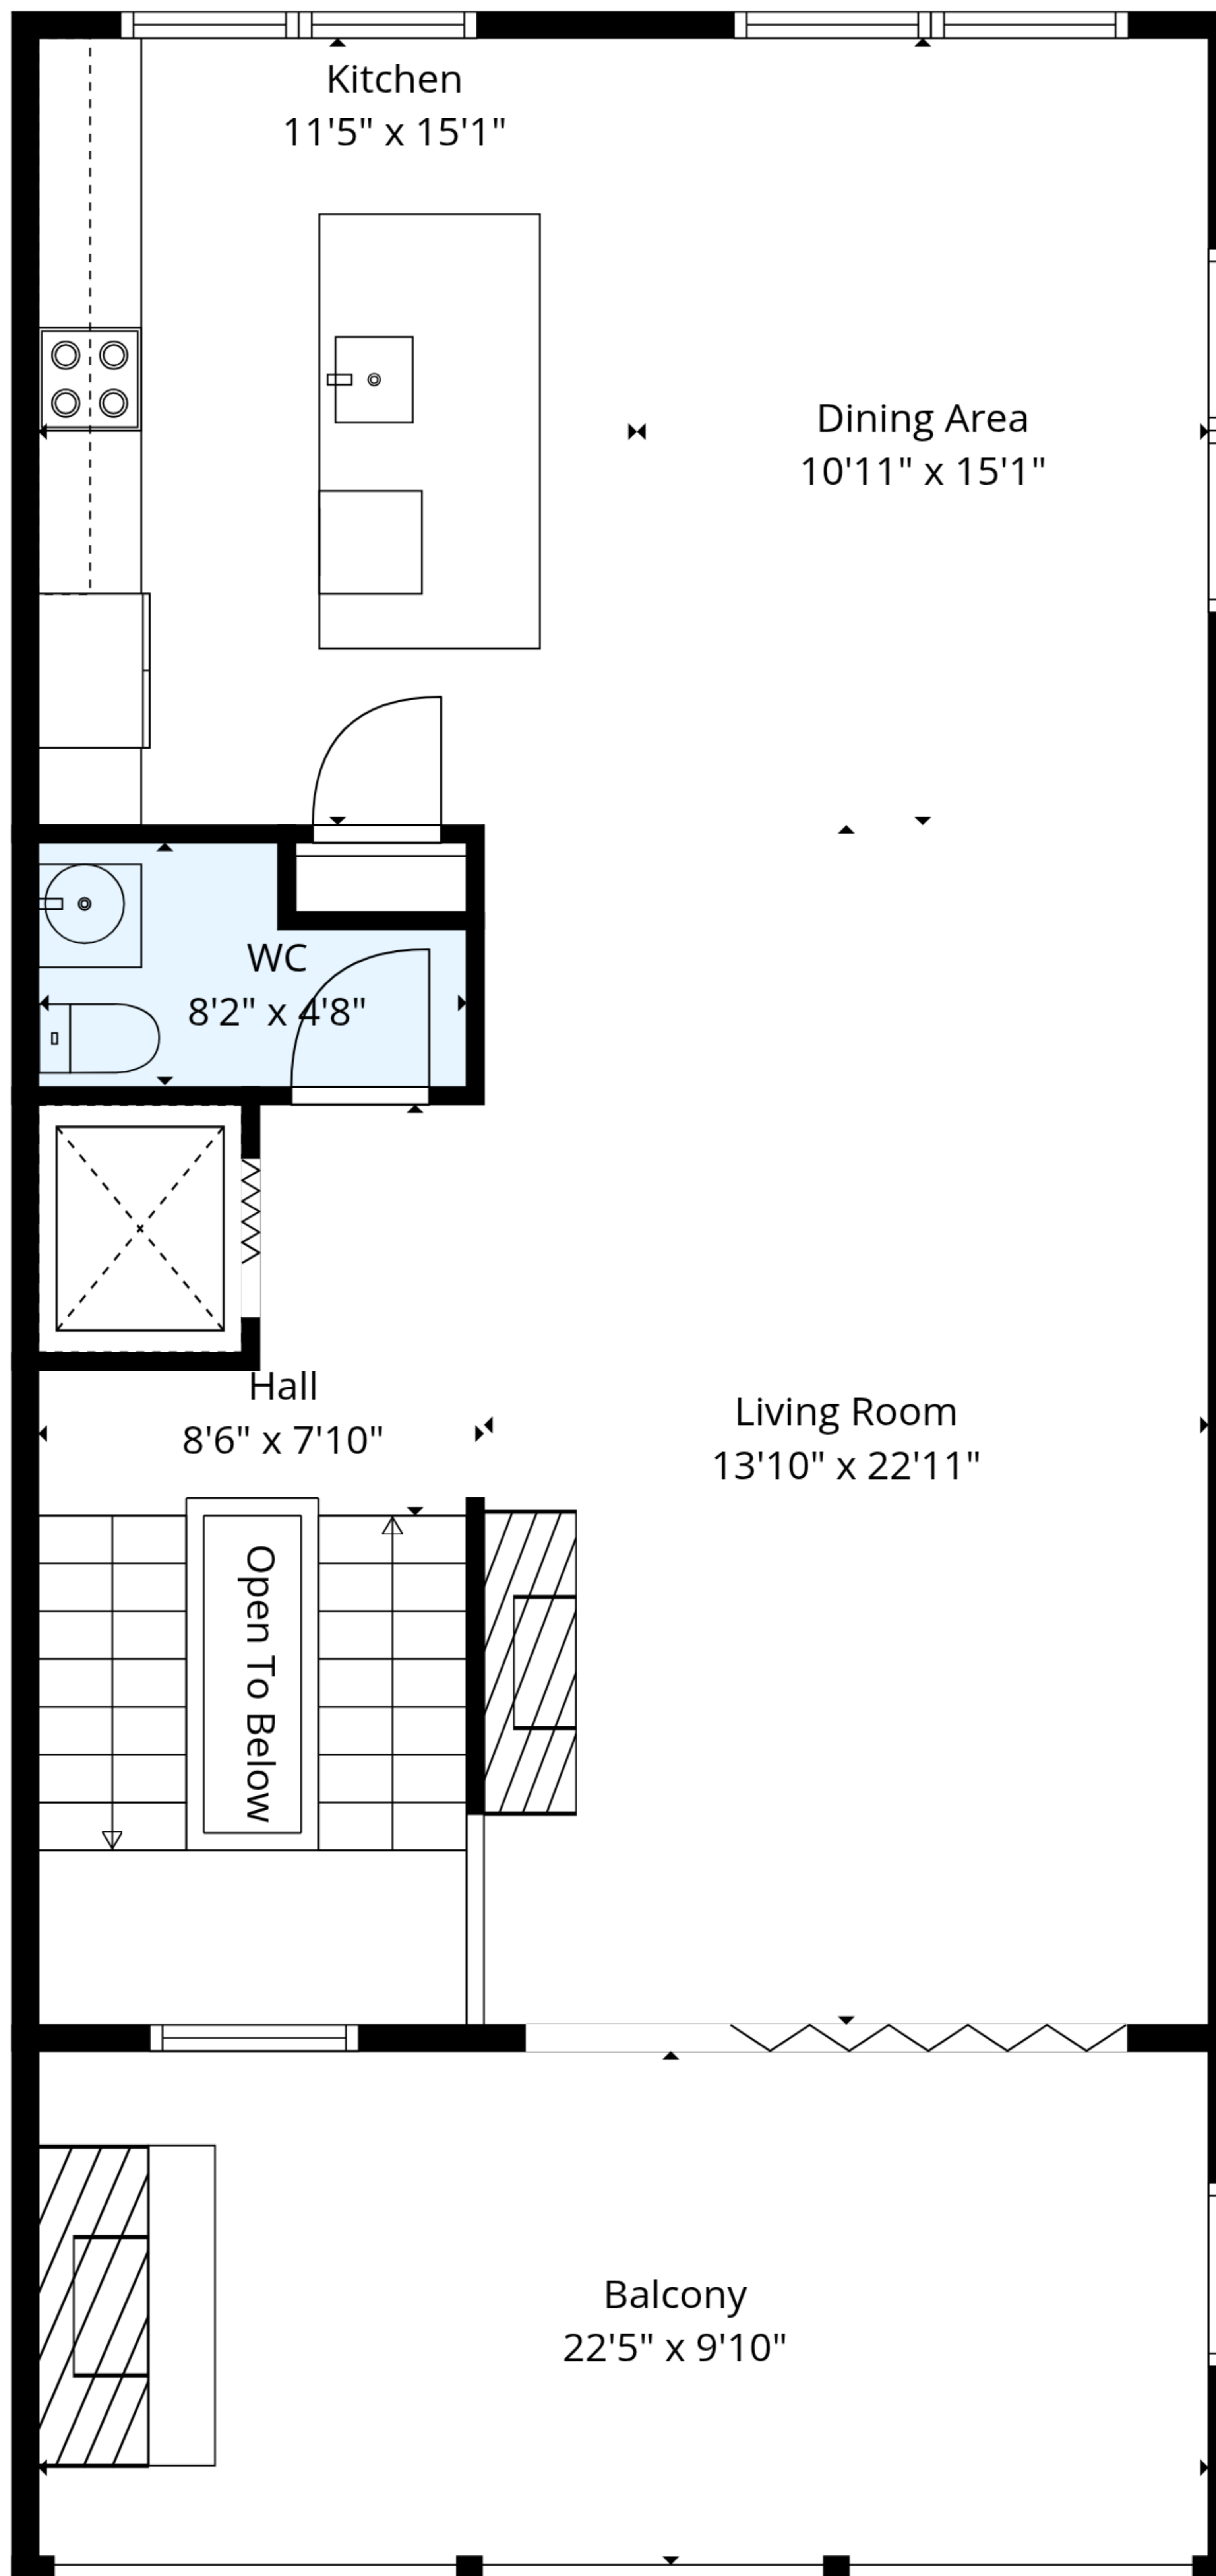 Kitchen
11'5" x 15'1"
Dining Area
10'11" x 15'1"
WC
8'2" x 4'8"
Hall
8'6" x 7'10"
Living Room
13'10" x 22'11"
Open To Below
Balcony
22'5" x 9'10"